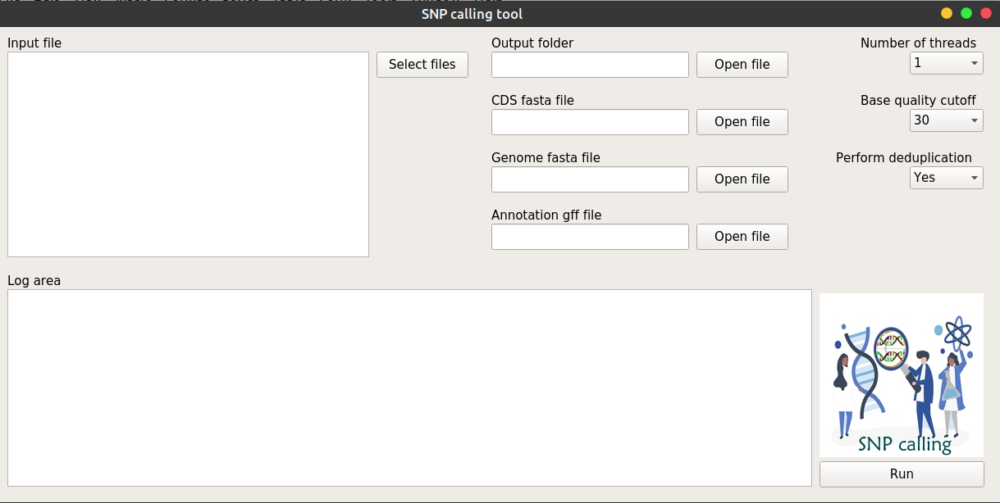 SNP calling tool
Input file
Select files
Output folder
Open file
CDS fasta file
Open file
Genome fasta file
Open file
Annotation gff file
Open file
Number of threads
1
Base quality cutoff
30
Perform deduplication
Yes
Log area
SNP calling
Run